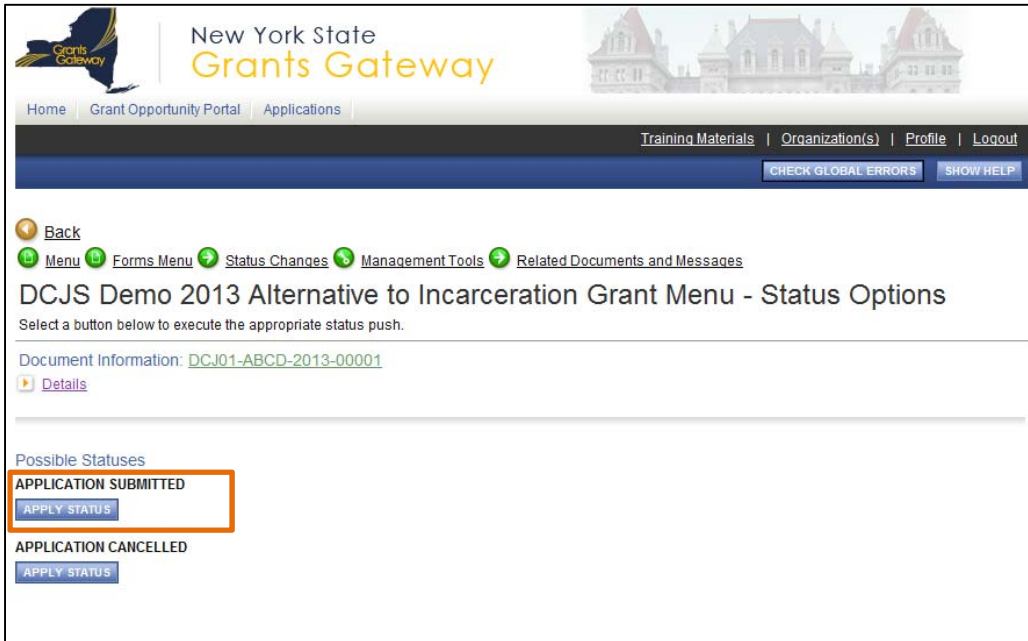 Grants
Gateway
New York State
Grants Gateway
Home Grant Opportunity Portal Applications
Training Materials | Organization(s) | Profile | Logout
CHECK GLOBAL ERRORS SHOW HELP
Back
Menu Forms Menu Status Changes Management Tools Related Documents and Messages
DCJS Demo 2013 Alternative to Incarceration Grant Menu - Status Options
Select a button below to execute the appropriate status push.
Document Information: DCJ01-ABCD-2013-00001
Details
Possible Statuses
APPLICATION SUBMITTED
APPLY STATUS
APPLICATION CANCELLED
APPLY STATUS